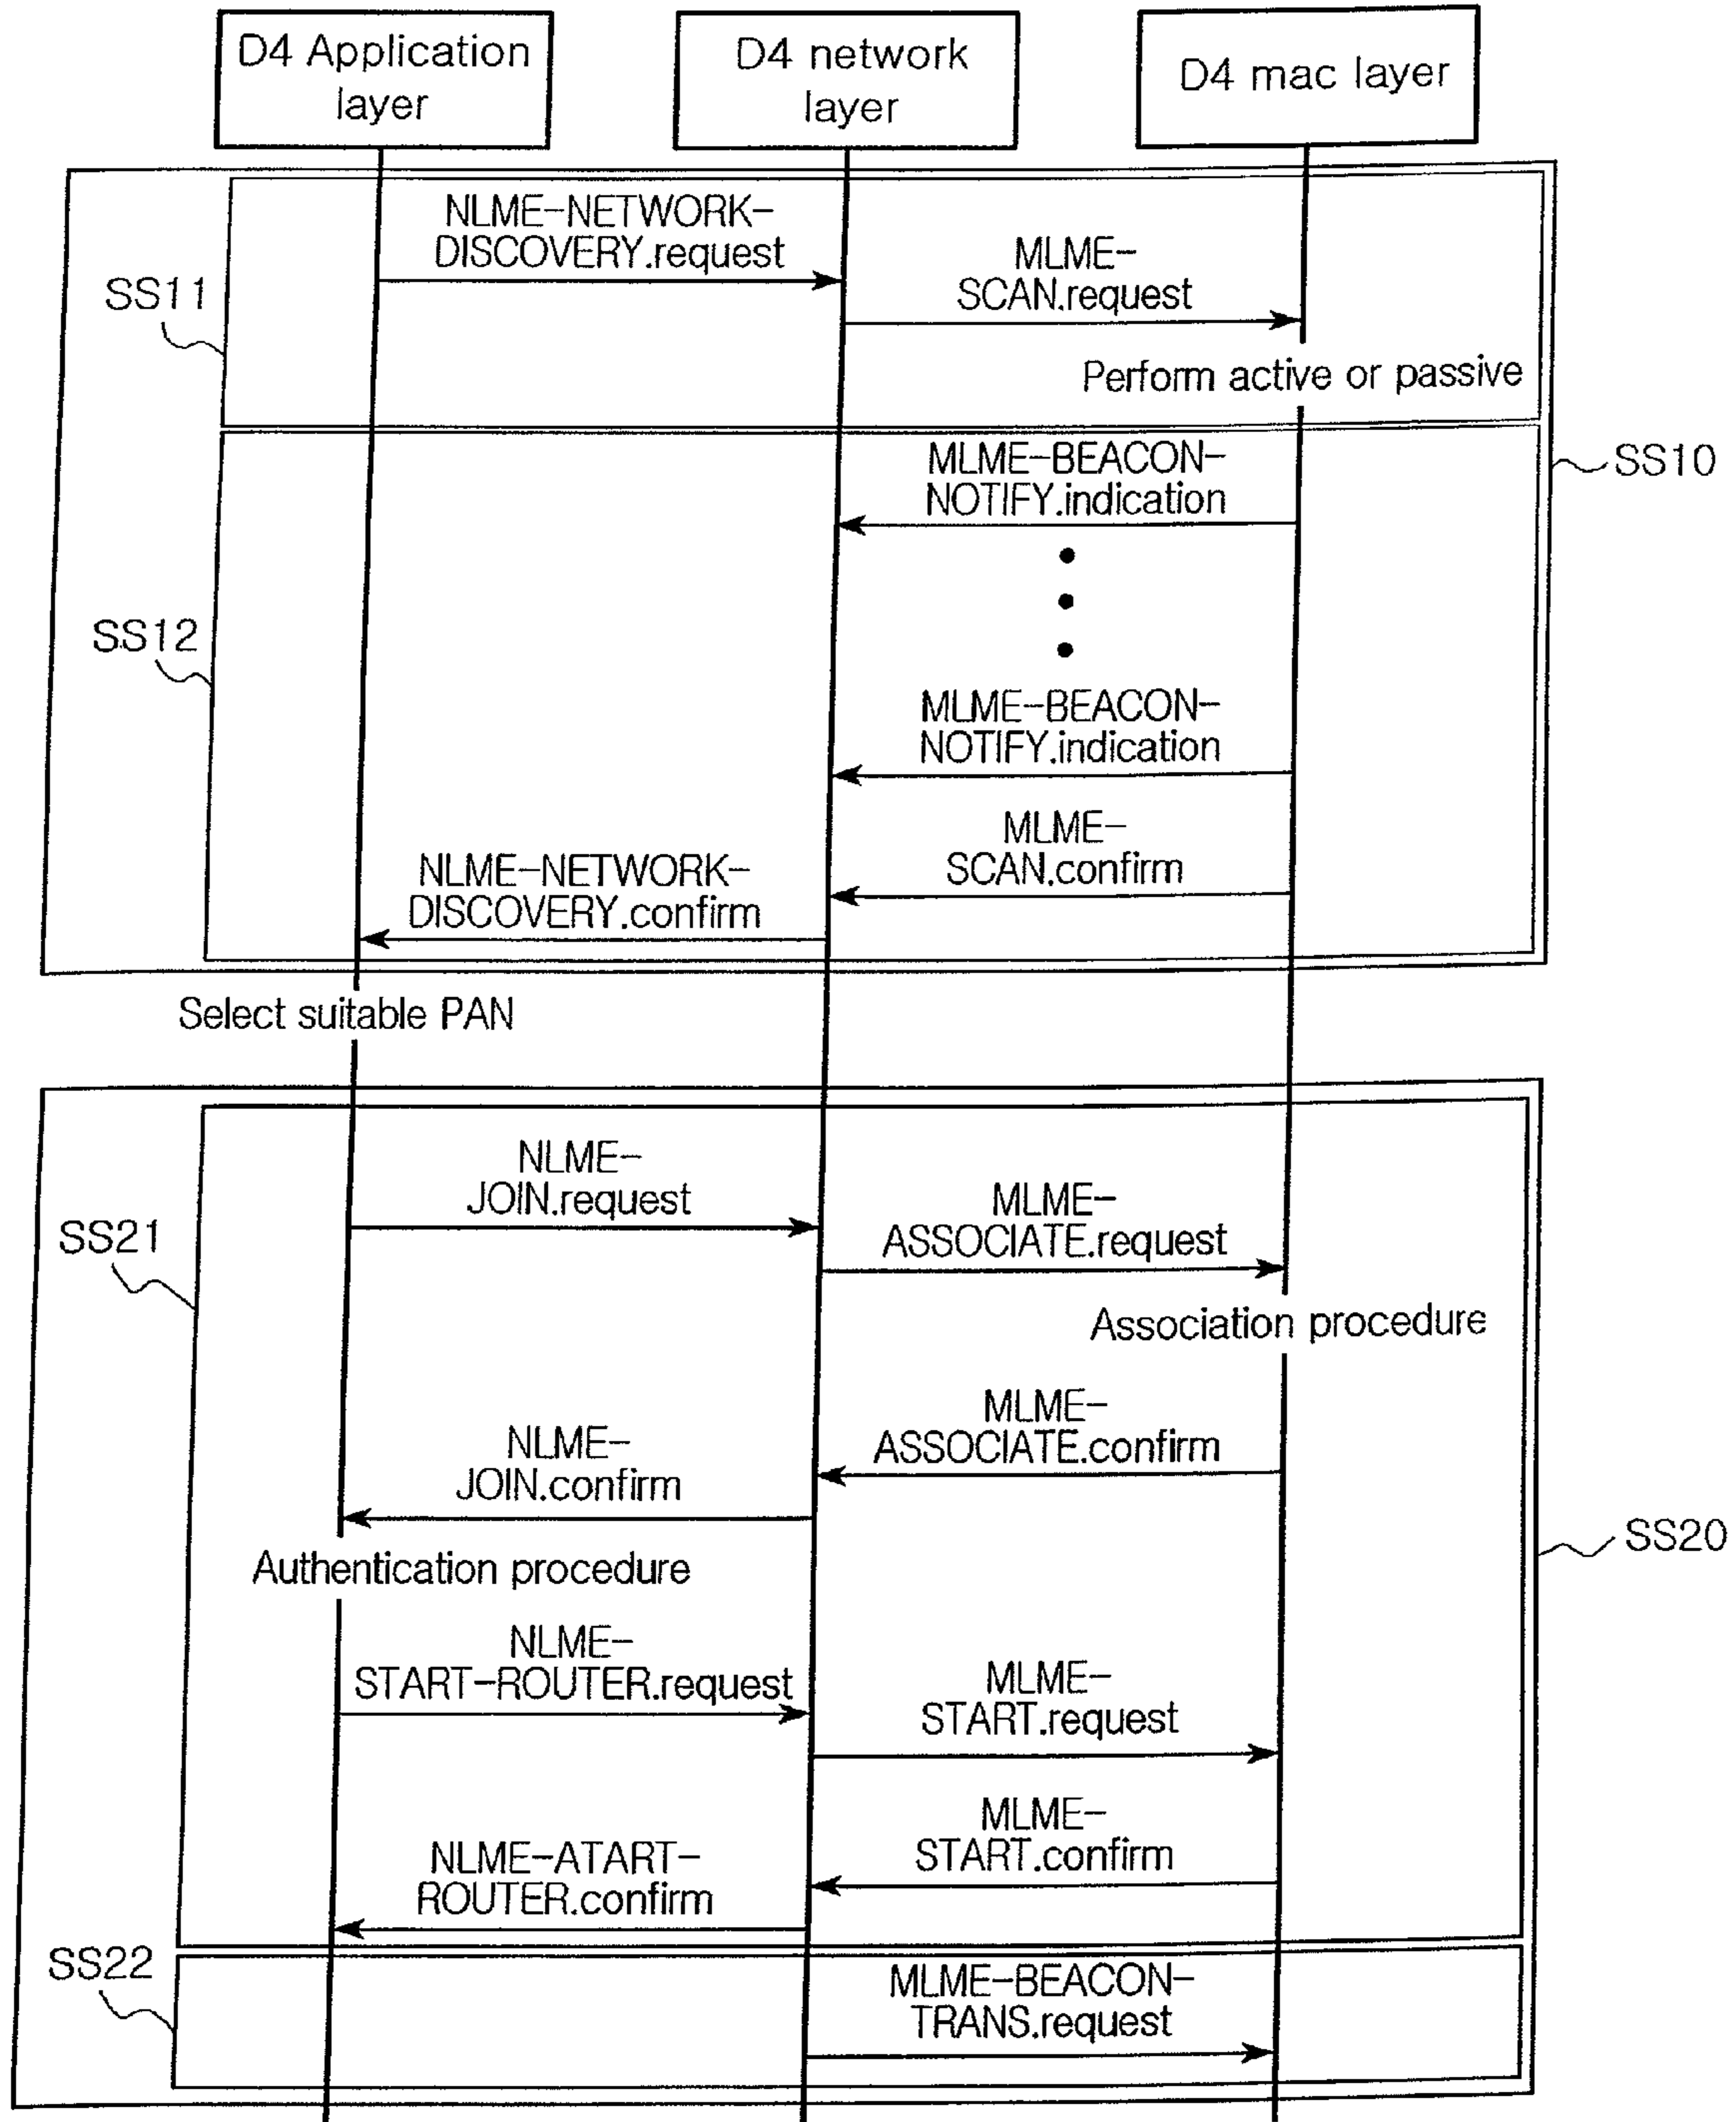 D4 Application
layer
D4 network
layer
D4 mac layer
NLME-NETWORK-
DISCOVERY.request
MLME-
SCAN.request
SS11
Perform active or passive
MLME-BEACON-
NOTIFY.indication
SS10
SS12
MLME-BEACON-
NOTIFY.indication
MLME-
SCAN.confirm
NLME-NETWORK-
DISCOVERY.confirm
Select suitable PAN
NLME-
JOIN.request
MLME-
ASSOCIATE.request
SS21
Association procedure
MLME-
ASSOCIATE.confirm
NLME-
JOIN.confirm
SS20
Authentication procedure
NLME-
START-ROUTER.request
MLME-
START.request
MLME-
START.confirm
NLME-ATART-
ROUTER.confirm
SS22
MLME-BEACON-
TRANS.request